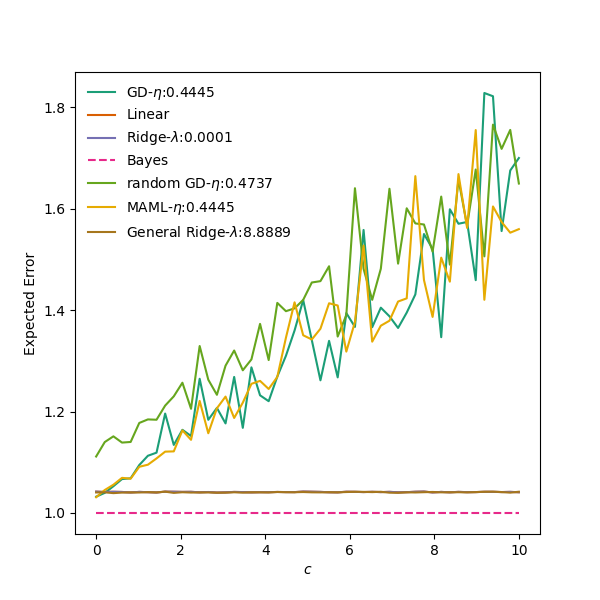 GD-η:0.4445
Linear
Ridge-λ:0.0001
Bayes
random GD-η:0.4737
MAML-η:0.4445
General Ridge-λ:8.8889
Expected Error
1.8
1.6
1.4
1.2
1.0
0 2 4 6 8 10
c